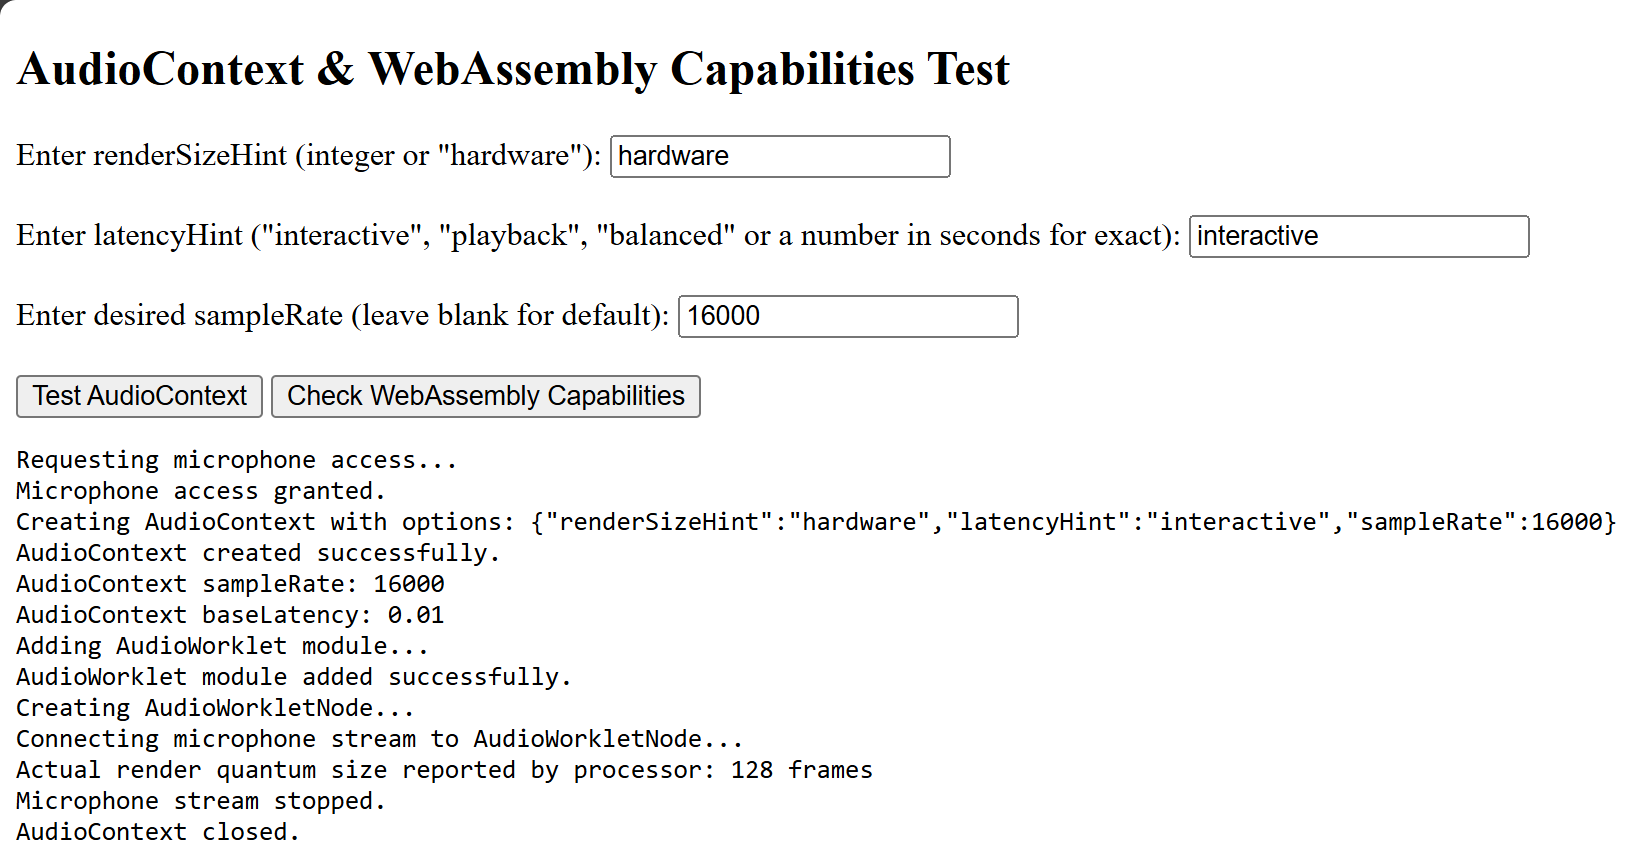 AudioContext & WebAssembly Capabilities Test
Enter renderSizeHint (integer or "hardware"): hardware
Enter latencyHint ("interactive", "playback", "balanced" or a number in seconds for exact): interactive
Enter desired sampleRate (leave blank for default): 16000
Test AudioContext Check WebAssembly Capabilities
Requesting microphone access...
Microphone access granted.
Creating AudioContext with options: {"renderSizeHint":"hardware","latencyHint":"interactive","sampleRate":16000}
AudioContext created successfully.
AudioContext sampleRate: 16000
AudioContext baseLatency: 0.01
Adding AudioWorklet module...
AudioWorklet module added successfully.
Creating AudioWorkletNode...
Connecting microphone stream to AudioWorkletNode...
Actual render quantum size reported by processor: 128 frames
Microphone stream stopped.
AudioContext closed.